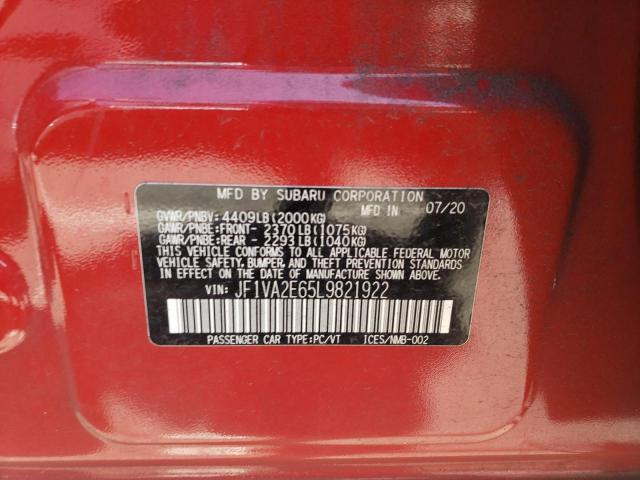 MFD BY SUBARU CORPORATION
MFD IN 07/20
GVWR/PNBV: 4409LB(2000KG)
GAWR/PNBE:FRONT- 2370LB(1075KG)
GAWR/PNBE:REAR - 2293LB(1040KG)
THIS VEHICLE CONFORMS TO ALL APPLICABLE FEDERAL MOTOR
VEHICLE SAFETY, BUMPER, AND THEFT PREVENTION STANDARDS
IN EFFECT ON THE DATE OF MANUFACTURE SHOWN ABOVE.
VIN: JF1VA2E65L9821922
PASSENGER CAR TYPE:PC/VT ICES/NMB-002